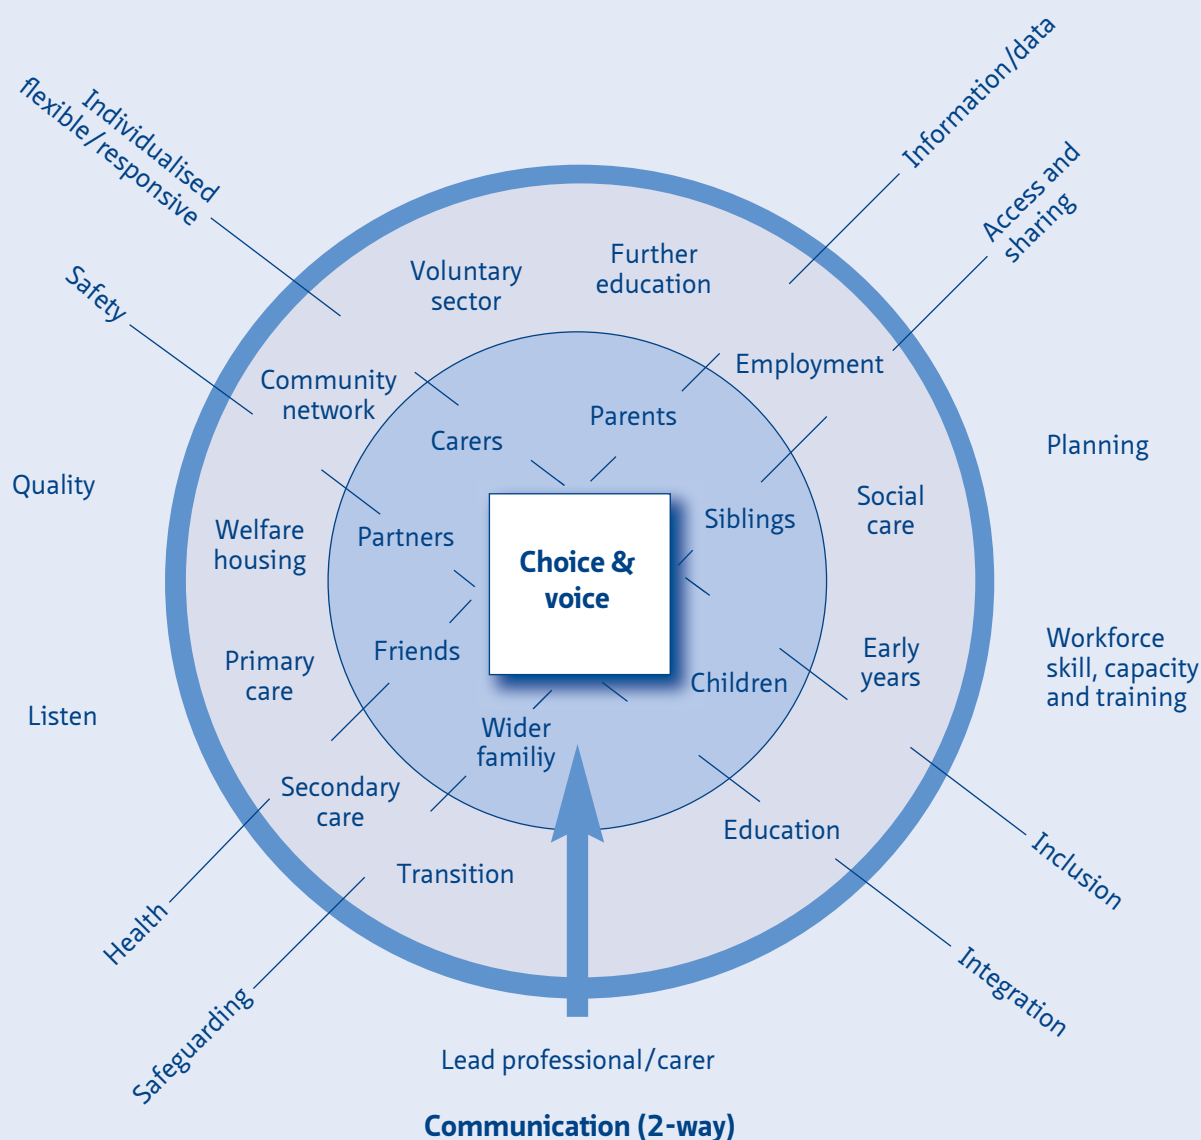 Information/data
Individualised
flexible/responsive
Access and
sharing
Safety
Further
education
Voluntary
sector
Employment
Community
network
Parents
Carers
Planning
Quality
Social
care
Siblings
Partners
Welfare
housing
Choice &
voice
Friends
Primary
care
Early
years
Workforce
skill, capacity
and training
Children
Listen
Wider
familiy
Secondary
care
Education
Transition
Inclusion
Health
Integration
Safeguarding
Lead professional/carer
Communication (2-way)